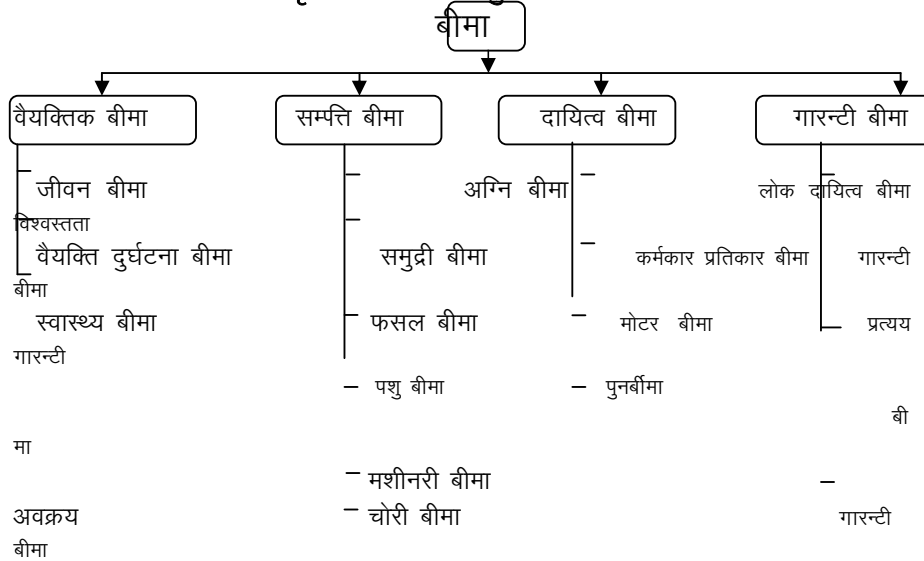 बीमा
वैयक्तिक बीमा सम्पत्ति बीमा दायित्व बीमा गारन्टी बीमा
जीवन बीमा अग्नि बीमा लोक दायित्व बीमा
विश्वस्तता
वैयक्ति दुर्घटना बीमा समुद्री बीमा कर्मकार प्रतिकार बीमा गारन्टी
बीमा
स्वास्थ्य बीमा फसल बीमा मोटर बीमा प्रत्यय
गारन्टी
पशु बीमा पुनर्बीमा
बी
मा
मशीनरी बीमा
अवक्रय चोरी बीमा गारन्टी
बीमा